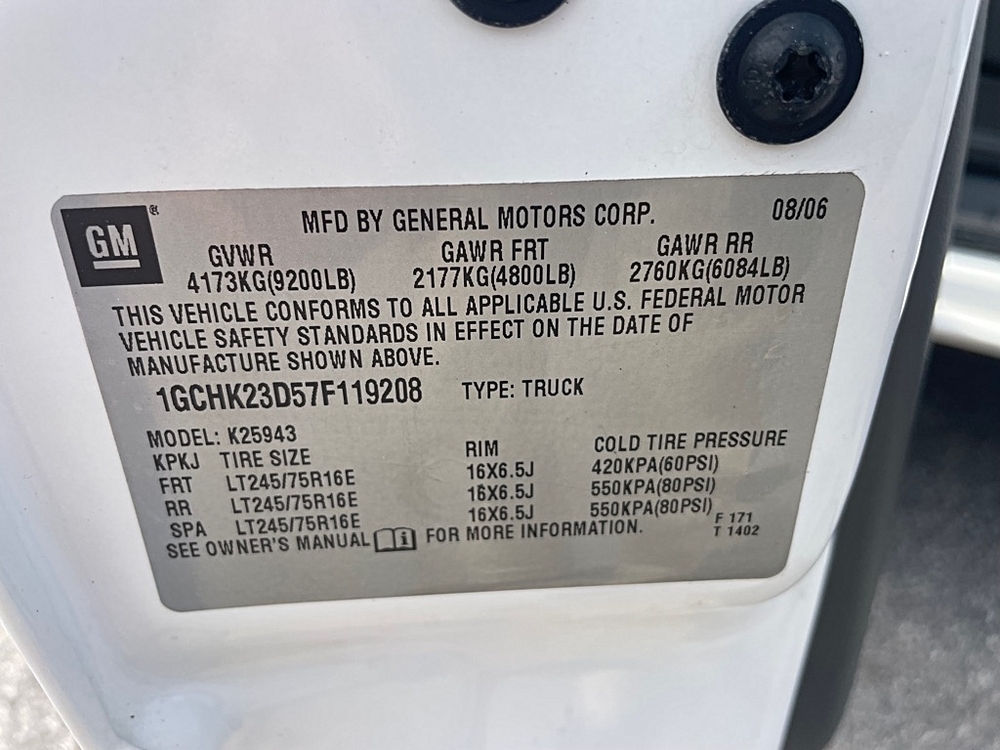 GM®
MFD BY GENERAL MOTORS CORP. 08/06
GVWR GAWR FRT GAWR RR
4173KG(9200LB) 2177KG(4800LB) 2760KG(6084LB)
THIS VEHICLE CONFORMS TO ALL APPLICABLE U.S. FEDERAL MOTOR
VEHICLE SAFETY STANDARDS IN EFFECT ON THE DATE OF
MANUFACTURE SHOWN ABOVE.
1GCHK23D57F119208 TYPE: TRUCK
MODEL: K25943
KPKJ TIRE SIZE RIM COLD TIRE PRESSURE
FRT LT245/75R16E 16X6.5J 420KPA(60PSI)
RR LT245/75R16E 16X6.5J 550KPA(80PSI)
SPA LT245/75R16E 16X6.5J 550KPA(80PSI)
SEE OWNER'S MANUAL FOR MORE INFORMATION.
F 171
T 1402